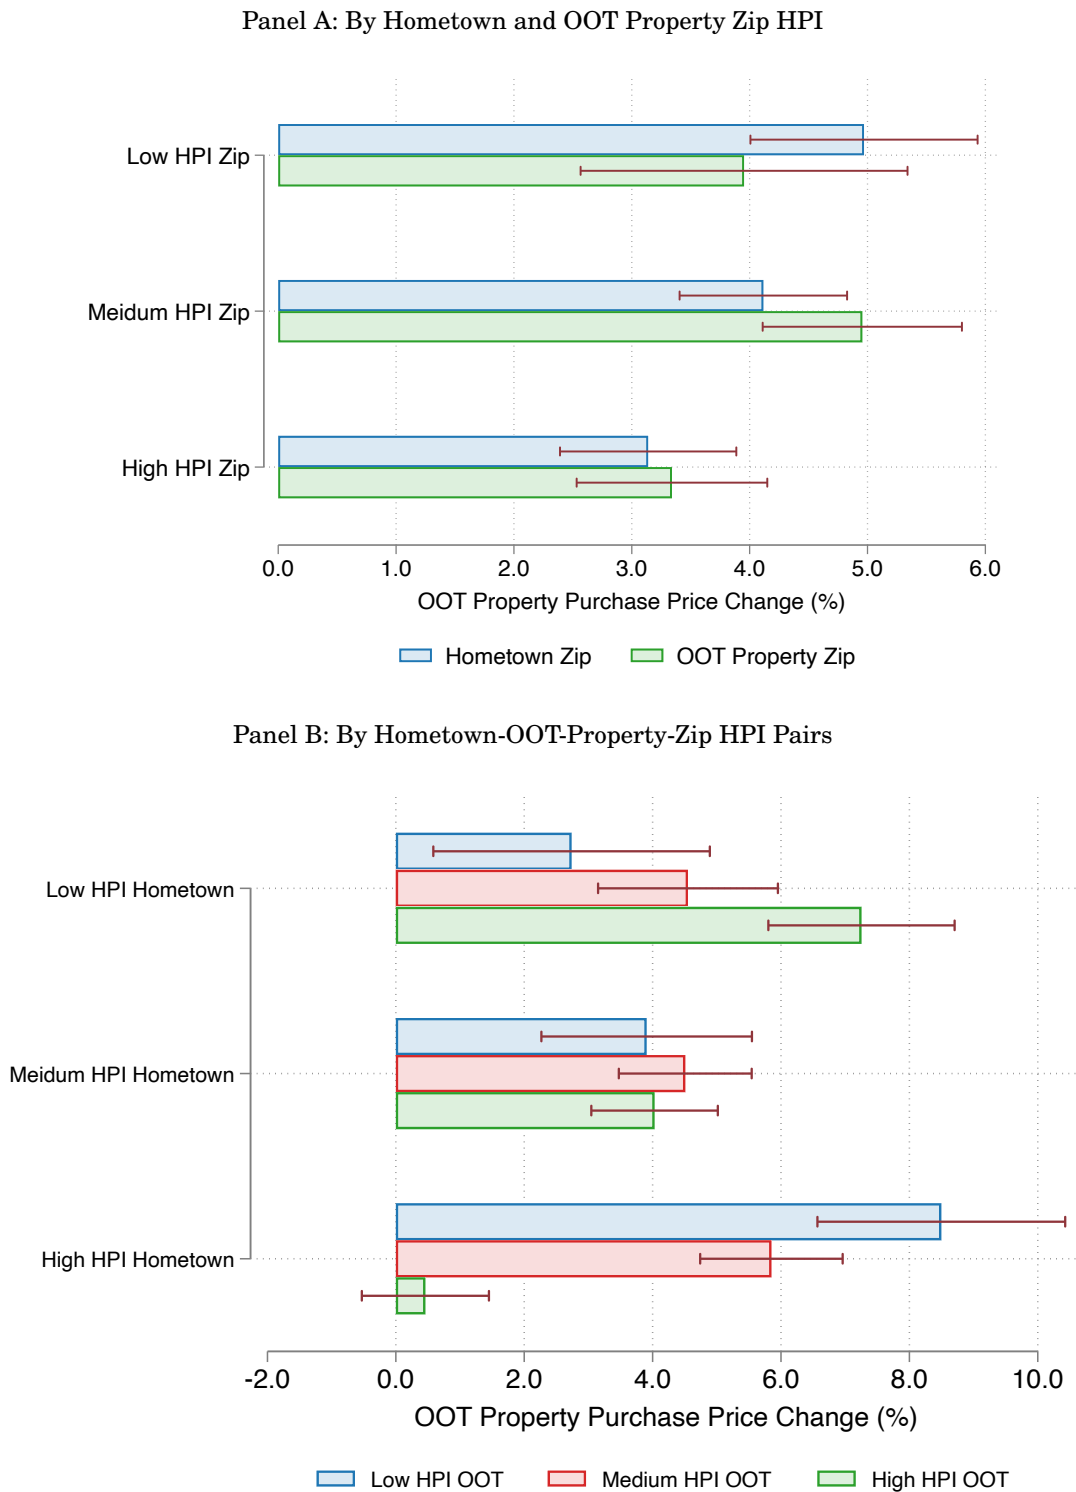 Panel A: By Hometown and OOT Property Zip HPI
Low HPI Zip
Meidum HPI Zip
High HPI Zip
0.0 1.0 2.0 3.0 4.0 5.0 6.0
OOT Property Purchase Price Change (%)
Hometown Zip OOT Property Zip
Panel B: By Hometown-OOT-Property-Zip HPI Pairs
Low HPI Hometown
Meidum HPI Hometown
High HPI Hometown
-2.0 0.0 2.0 4.0 6.0 8.0 10.0
OOT Property Purchase Price Change (%)
Low HPI OOT Medium HPI OOT High HPI OOT